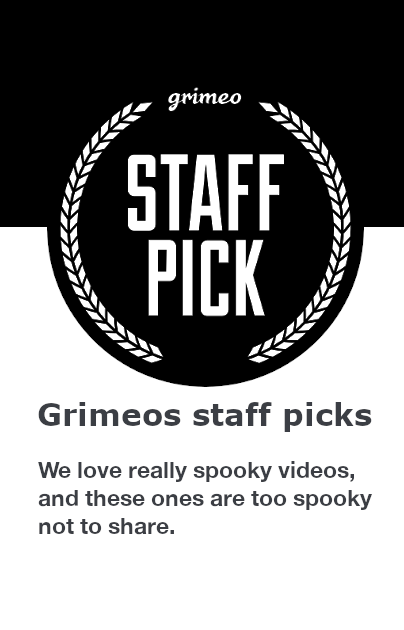 grimeo
STAFF
PICK
Grimeos staff picks
We love really spooky videos,
and these ones are too spooky
not to share.